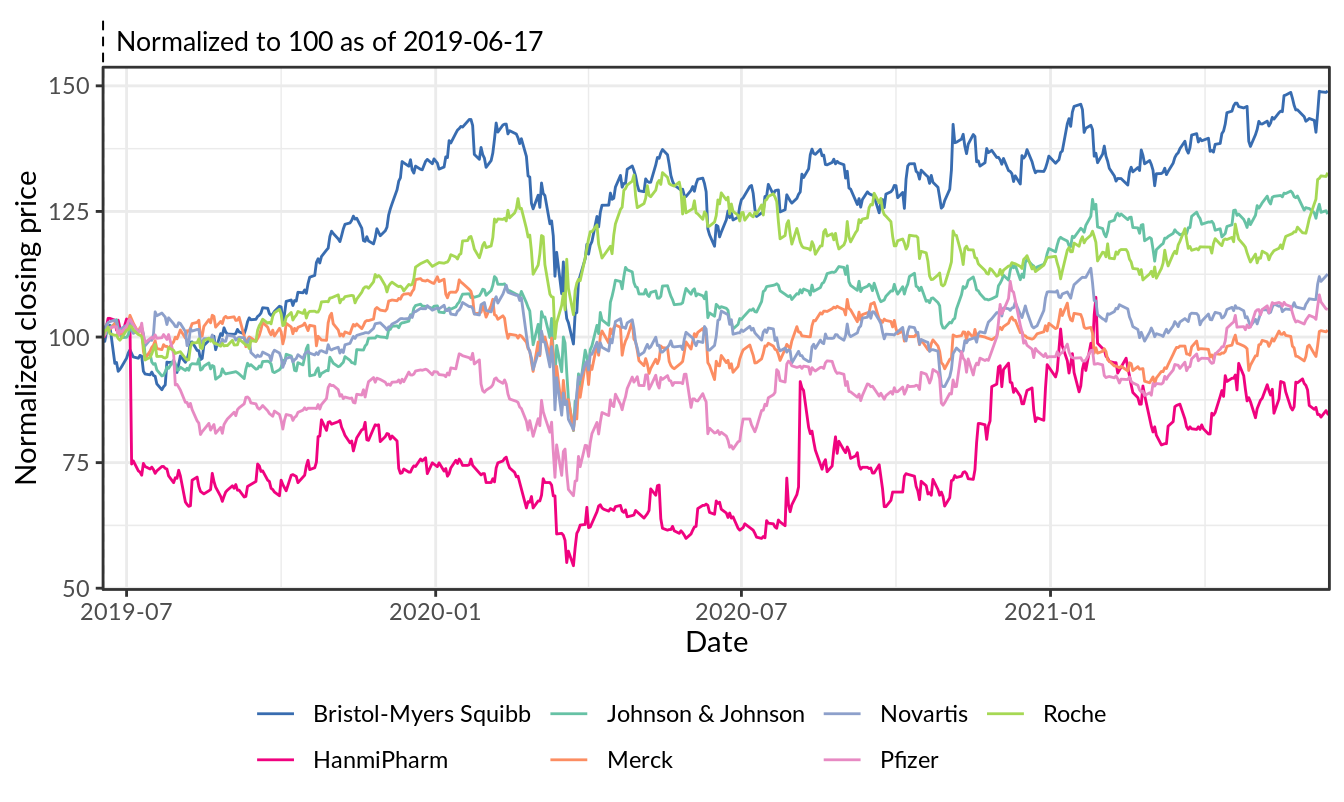 Normalized to 100 as of 2019-06-17
150
125
100
75
50
Normalized closing price
2019-07 2020-01 2020-07 2021-01
Date
Bristol-Myers Squibb Johnson & Johnson Novartis Roche
HanmiPharm Merck Pfizer